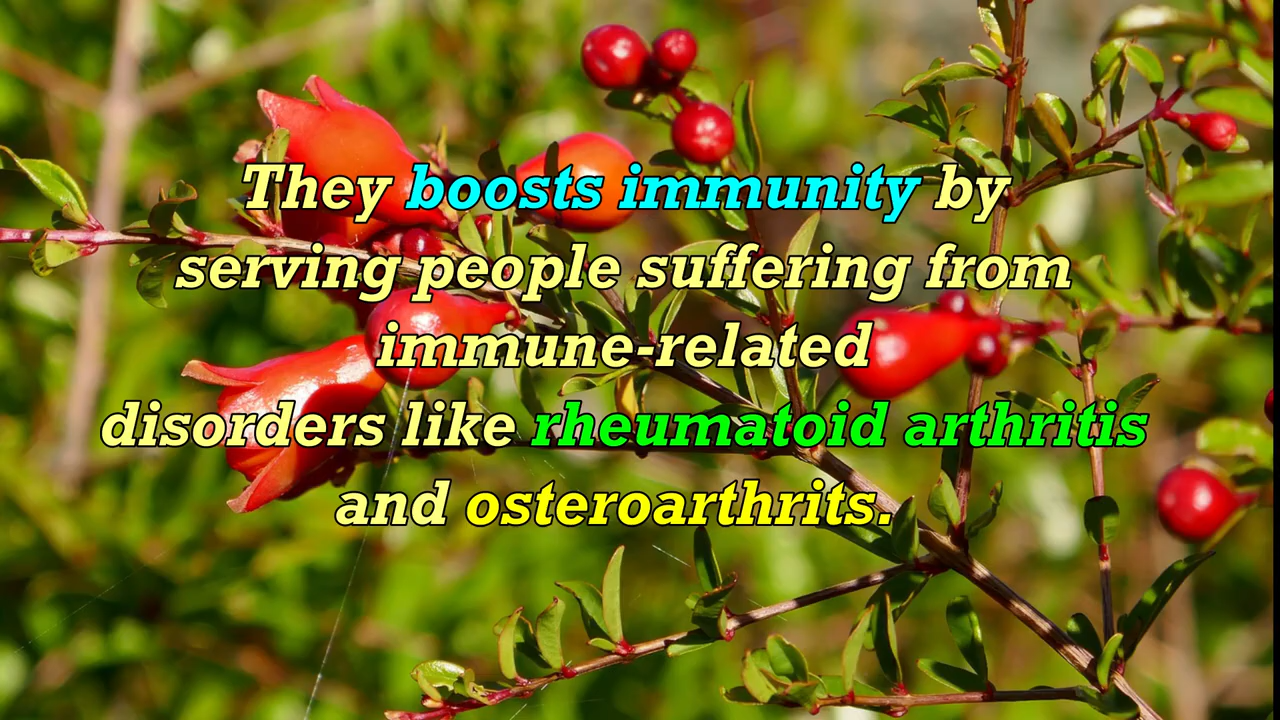 They boosts immunity by
serving people suffering from
immune-related
disorders like rheumatoid arthritis
and osteroarthrits.